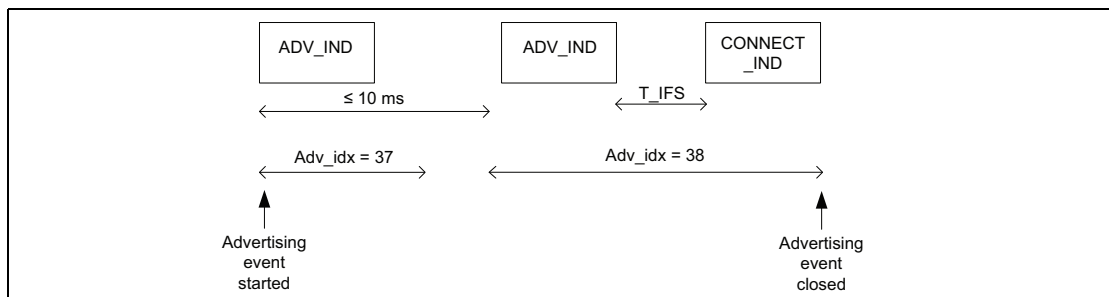 ADV_IND
ADV_IND
CONNECT
_IND
≤ 10 ms
T_IFS
Adv_idx = 37
Adv_idx = 38
Advertising
event
started
Advertising
event
closed